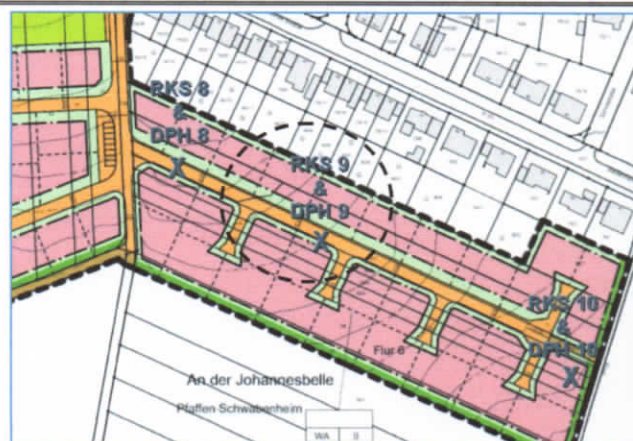 RKS 8
&
DPH 8
X
RKS 9
&
DPH 9
X
RKS 10
&
DPH 10
X
Flur 6
An der Johannesbelle
Pfaffen Schwabenheim
WA II